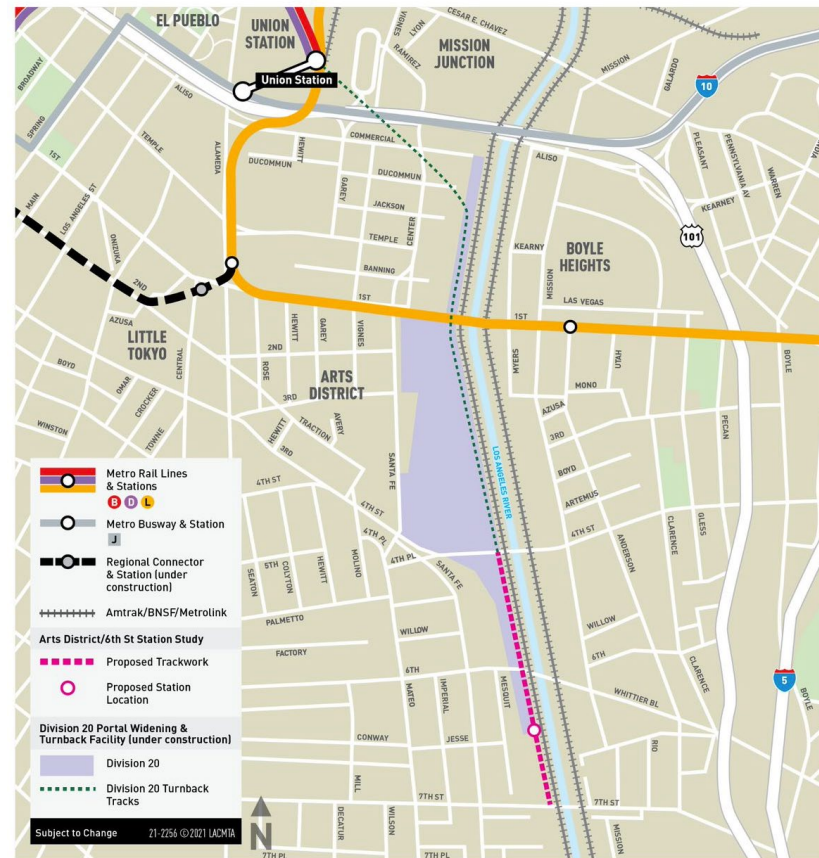 EL PUEBLO
UNION
STATION
Union Station
MISSION
JUNCTION
VIGNES
LYON
CESAR E. CHAVEZ
RAMIREZ
MISSION
GALARDO
10
BROADWAY
SPRING
ALISO
TEMPLE
1ST
MAIN
LOS ANGELES ST
ALAMEDA
HEWITT
COMMERCIAL
DUCOMMUN
DUCOMMUN
GAREY
JACKSON
CENTER
TEMPLE
BANNING
1ST
ALISO
PLEASANT
PENNSYLVANIA AV
WARREN
KEARNEY
101
KEARNY
MISSION
BOYLE
HEIGHTS
LAS VEGAS
1ST
ONIZUKA
2ND
AZUSA
LITTLE
TOKYO
CENTRAL
HEWITT
GAREY
VIGNES
2ND
ROSE
ARTS
DISTRICT
3RD
MYERS
UTAH
BOYLE
MONO
BOYD
OMAR
CROCKER
TOWNE
WINSTON
HEWITT
TRACTION
AVERY
3RD
SANTA FE
LOS ANGELES RIVER
AZUSA
3RD
BOYD
ARTEMUS
4TH ST
PECAN
GLESS
CLARENCE
ANDERSON
4TH ST
4TH ST
4TH PL
4TH PL
SANTA FE
5TH
SEATON
COLYTON
HEWITT
MOLINO
PALMETTO
FACTORY
WILLOW
6TH
MATEO
IMPERIAL
MESQUIT
CONWAY
JESSE
MILL
7TH ST
DECATUR
WILSON
7TH PL
7TH PL
WILLOW
6TH
WHITTIER BL
CLARENCE
RIO
5
BOYLE
7TH ST
MISSION
Metro Rail Lines
& Stations
B D L
Metro Busway & Station
J
Regional Connector
& Station (under
construction)
Amtrak/BNSF/Metrolink
Arts District/6th St Station Study
Proposed Trackwork
Proposed Station
Location
Division 20 Portal Widening &
Turnback Facility (under construction)
Division 20
Division 20 Turnback
Tracks
Subject to Change 21-2256 ©2021 LACMTA
N